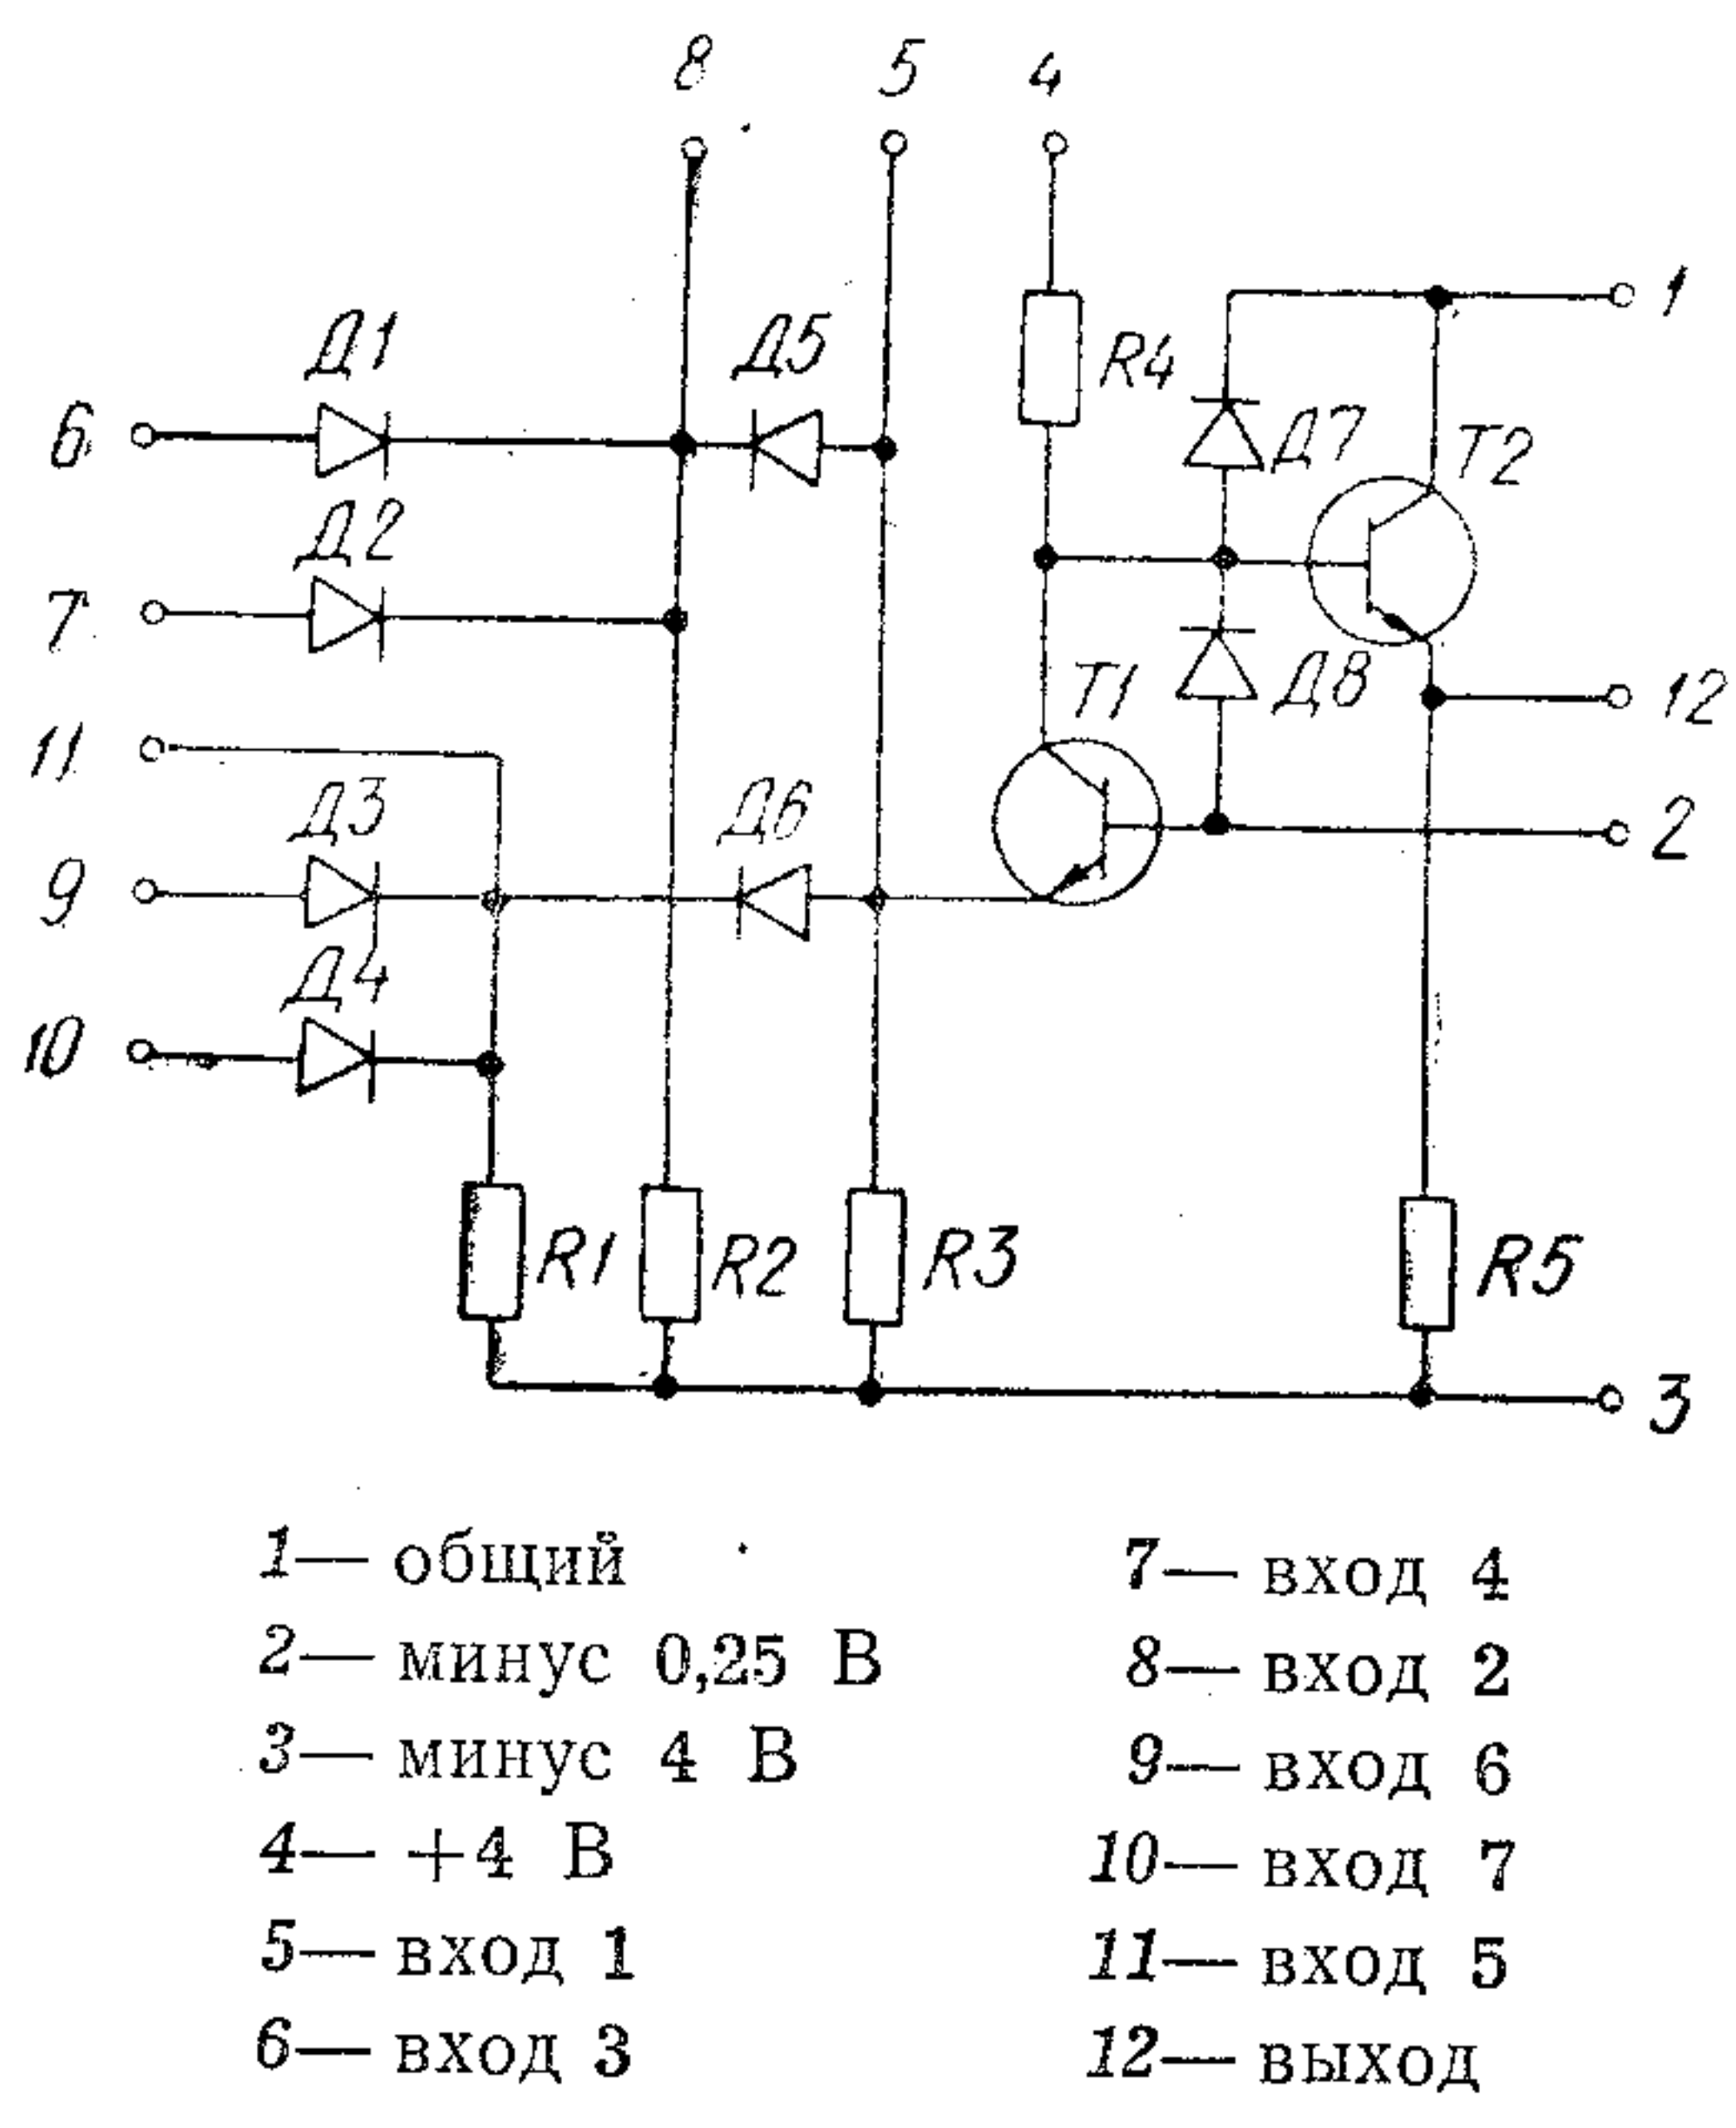 8 5 4
1
Д1 Д5 R4
6 Д7 T2
Д2
7 T1 Д8 12
11
Д3 Д6 2
9
Д4
10
R1 R2 R3 R5
3
1— общий
2— минус 0,25 В
3— минус 4 В
4— +4 В
5— вход 1
6— вход 3
7— вход 4
8— вход 2
9— вход 6
10— вход 7
11— вход 5
12— выход